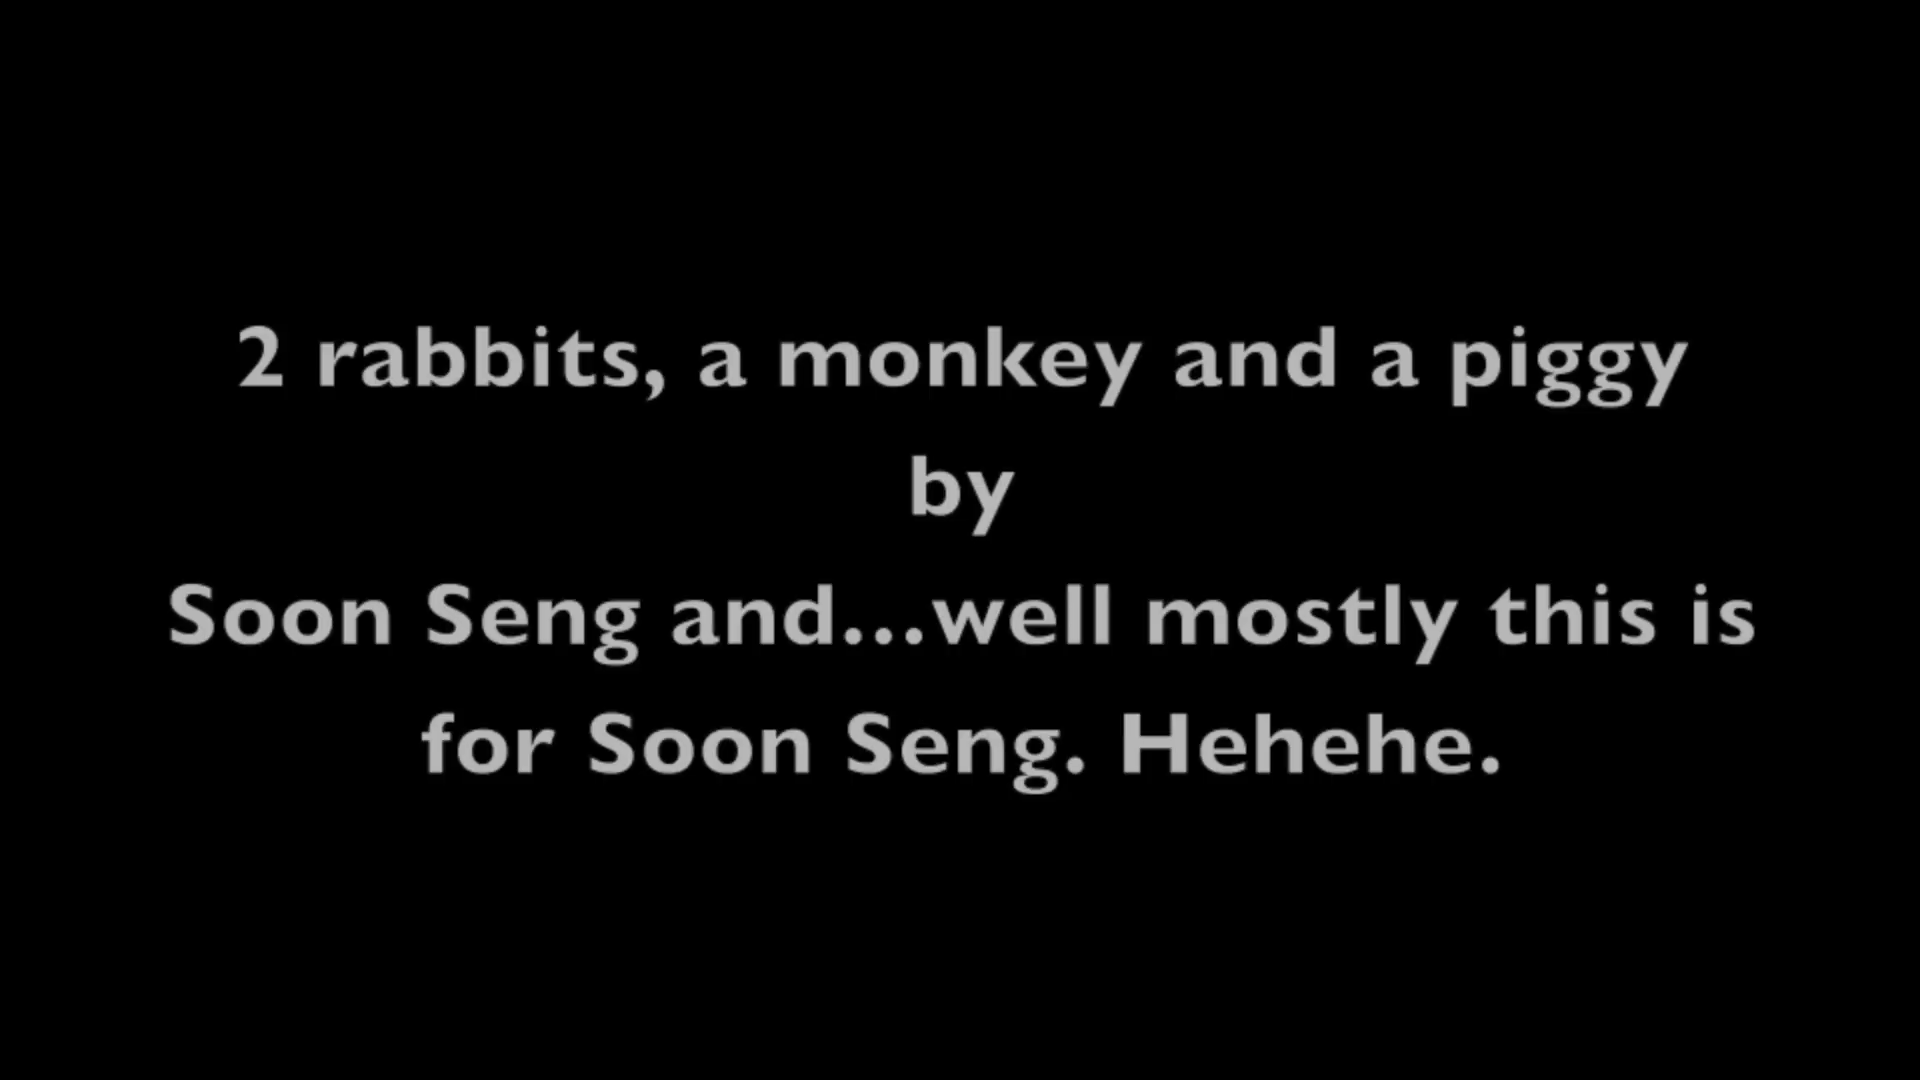 2 rabbits, a monkey and a piggy
by
Soon Seng and...well mostly this is
for Soon Seng. Hehehe.